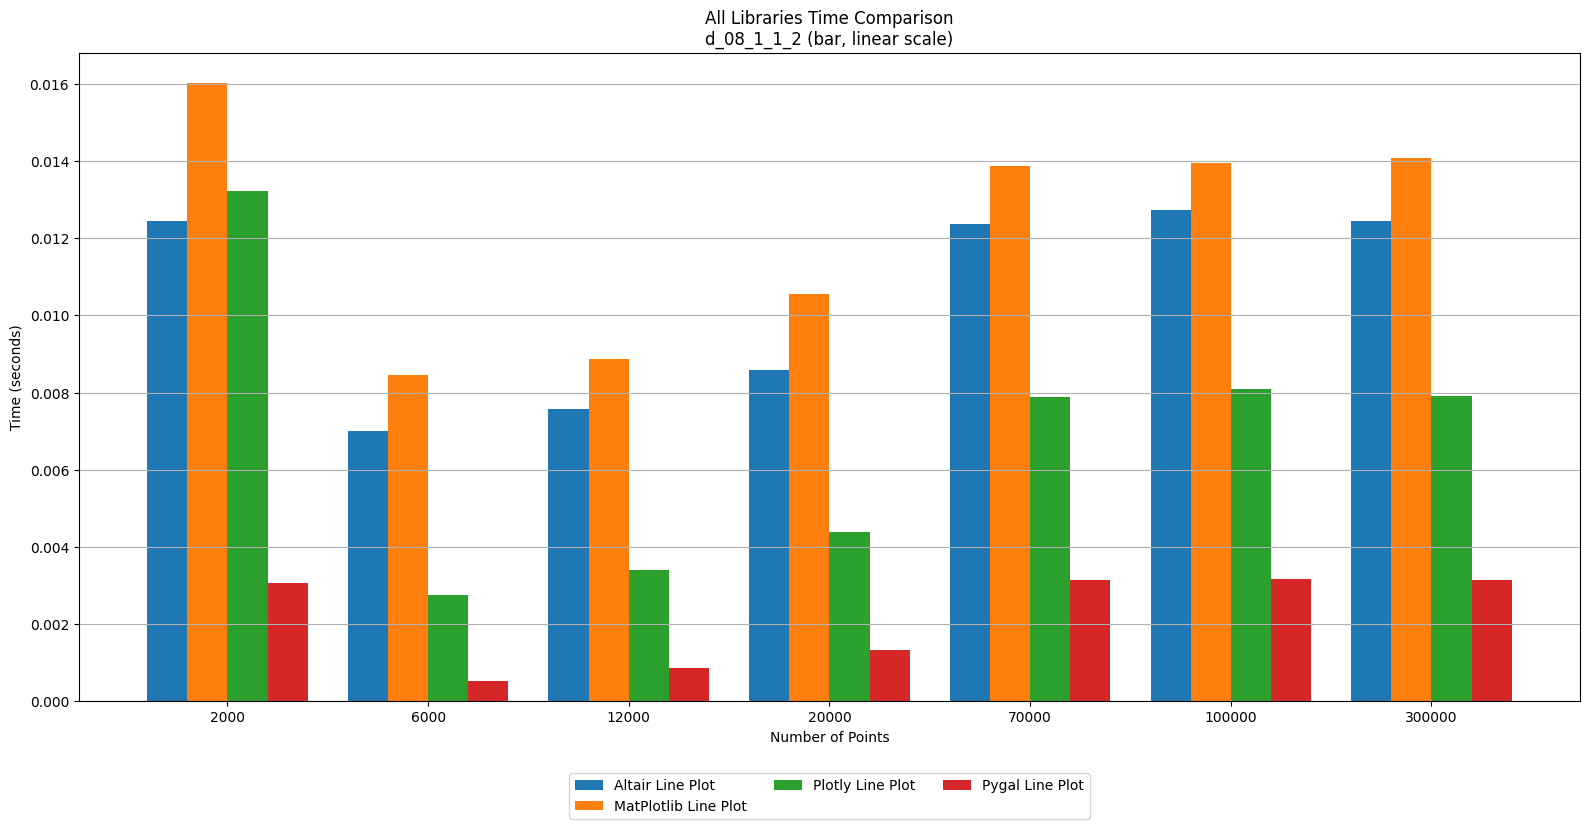 All Libraries Time Comparison
d_08_1_1_2 (bar, linear scale)
0.016
0.014
0.012
0.010
0.008
0.006
0.004
0.002
0.000
Time (seconds)
2000 6000 12000 20000 70000 100000 300000
Number of Points
Altair Line Plot Plotly Line Plot Pygal Line Plot
MatPlotlib Line Plot